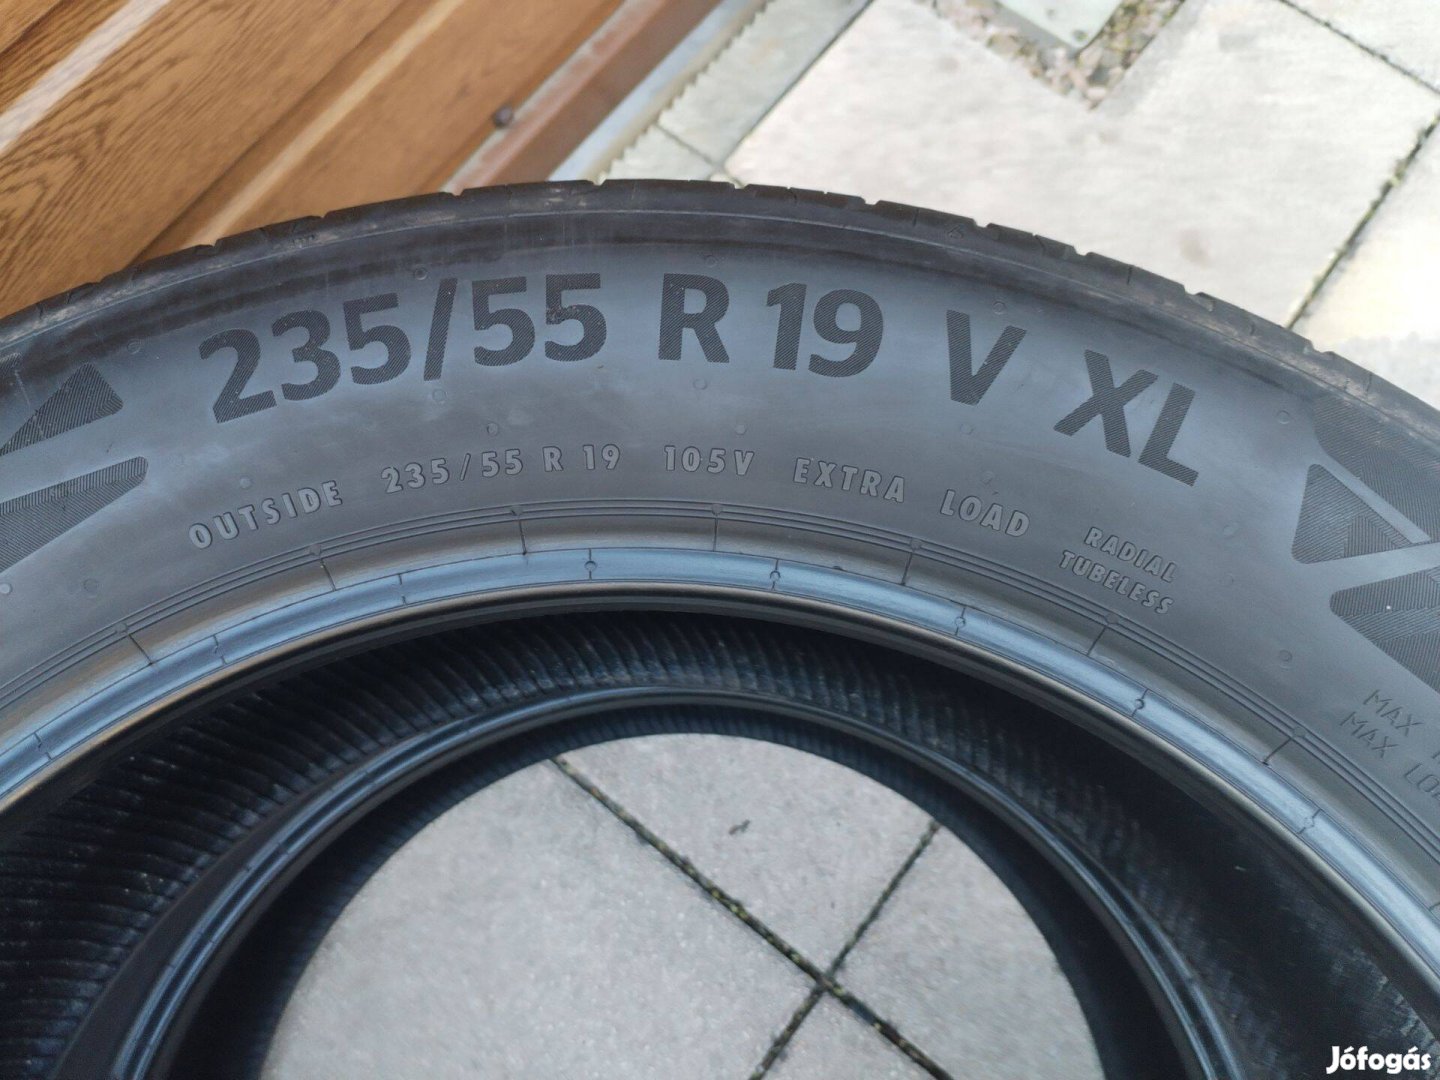 235/55 R 19 V XL
OUTSIDE 235/55 R 19 105V EXTRA LOAD RADIAL
TUBELESS
MAX
MAX
Jófogás